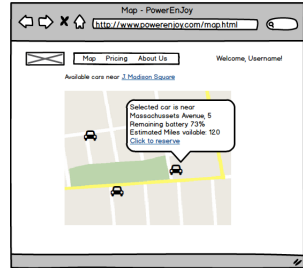 Map - PowerEnJoy
http://www.powerenjoy.com/map.html
Map Pricing About Us
Welcome, Username!
Available cars near J Madison Square
Selected car is near
Massachussets Avenue, 5
Remaining battery 73%
Estimated Miles vailable: 120
Click to reserve